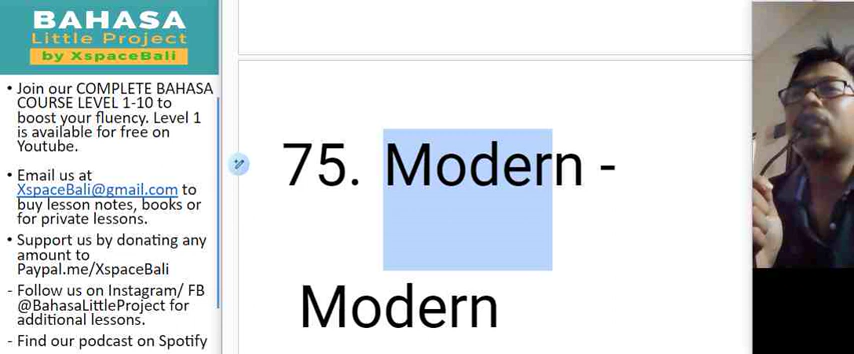 BAHASA
Little Project
by XspaceBali
• Join our COMPLETE BAHASA
COURSE LEVEL 1-10 to
boost your fluency. Level 1
is available for free on
Youtube.
• Email us at
XspaceBali@gmail.com to
buy lesson notes, books or
for private lessons.
• Support us by donating any
amount to
Paypal.me/XspaceBali
- Follow us on Instagram/ FB
@BahasaLittleProject for
additional lessons.
- Find our podcast on Spotify
75. Modern -
Modern